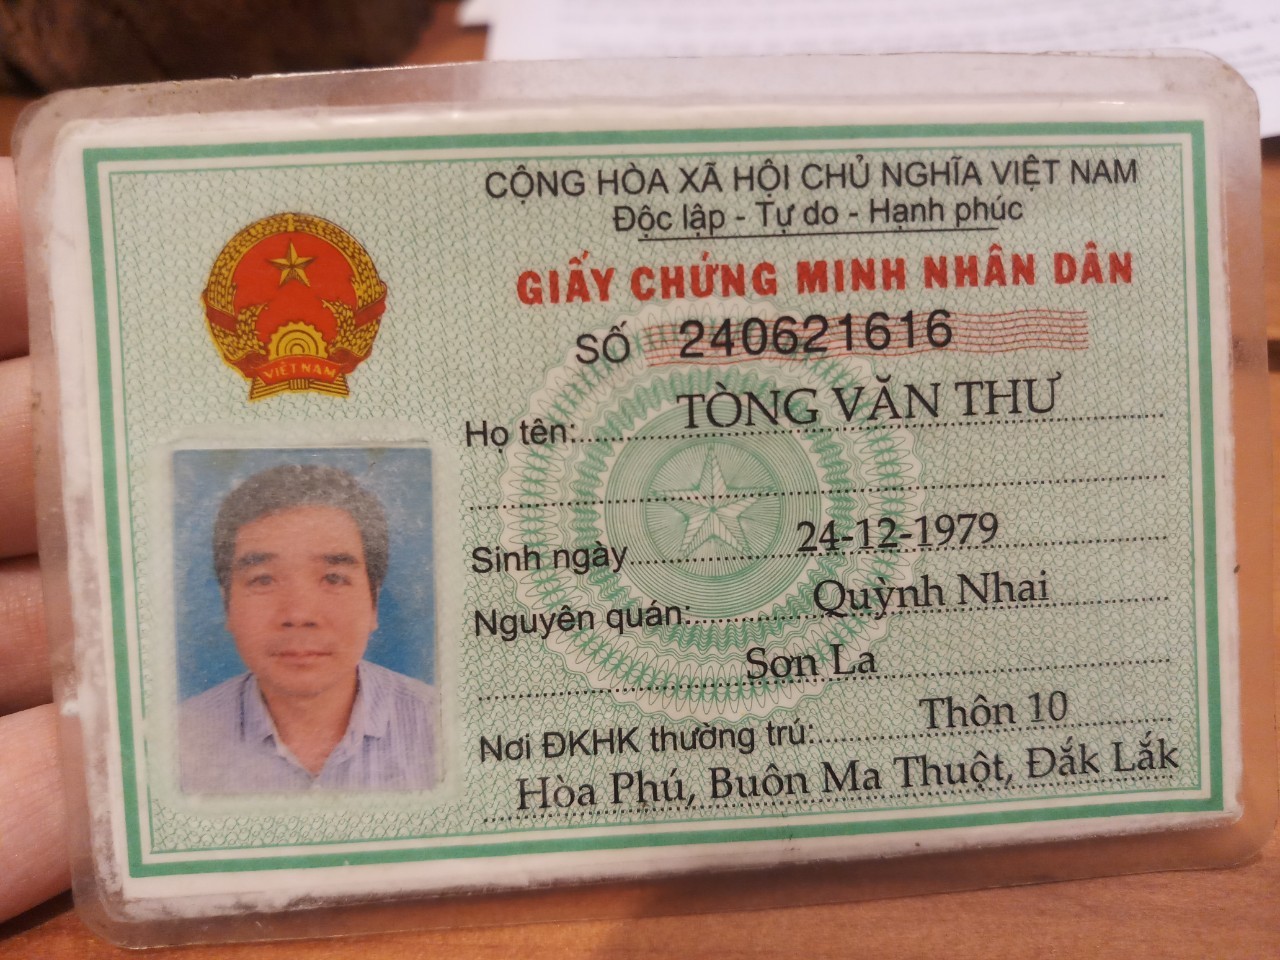 CỘNG HÒA XÃ HỘI CHỦ NGHĨA VIỆT NAM
Độc lập - Tự do - Hạnh phúc
GIẤY CHỨNG MINH NHÂN DÂN
SỐ 240621616
VIỆT NAM
Họ tên: TÒNG VĂN THƯ
Sinh ngày 24-12-1979
Nguyên quán: Quỳnh Nhai
Sơn La
Nơi ĐKHK thường trú: Thôn 10
Hòa Phú, Buôn Ma Thuột, Đắk Lắk